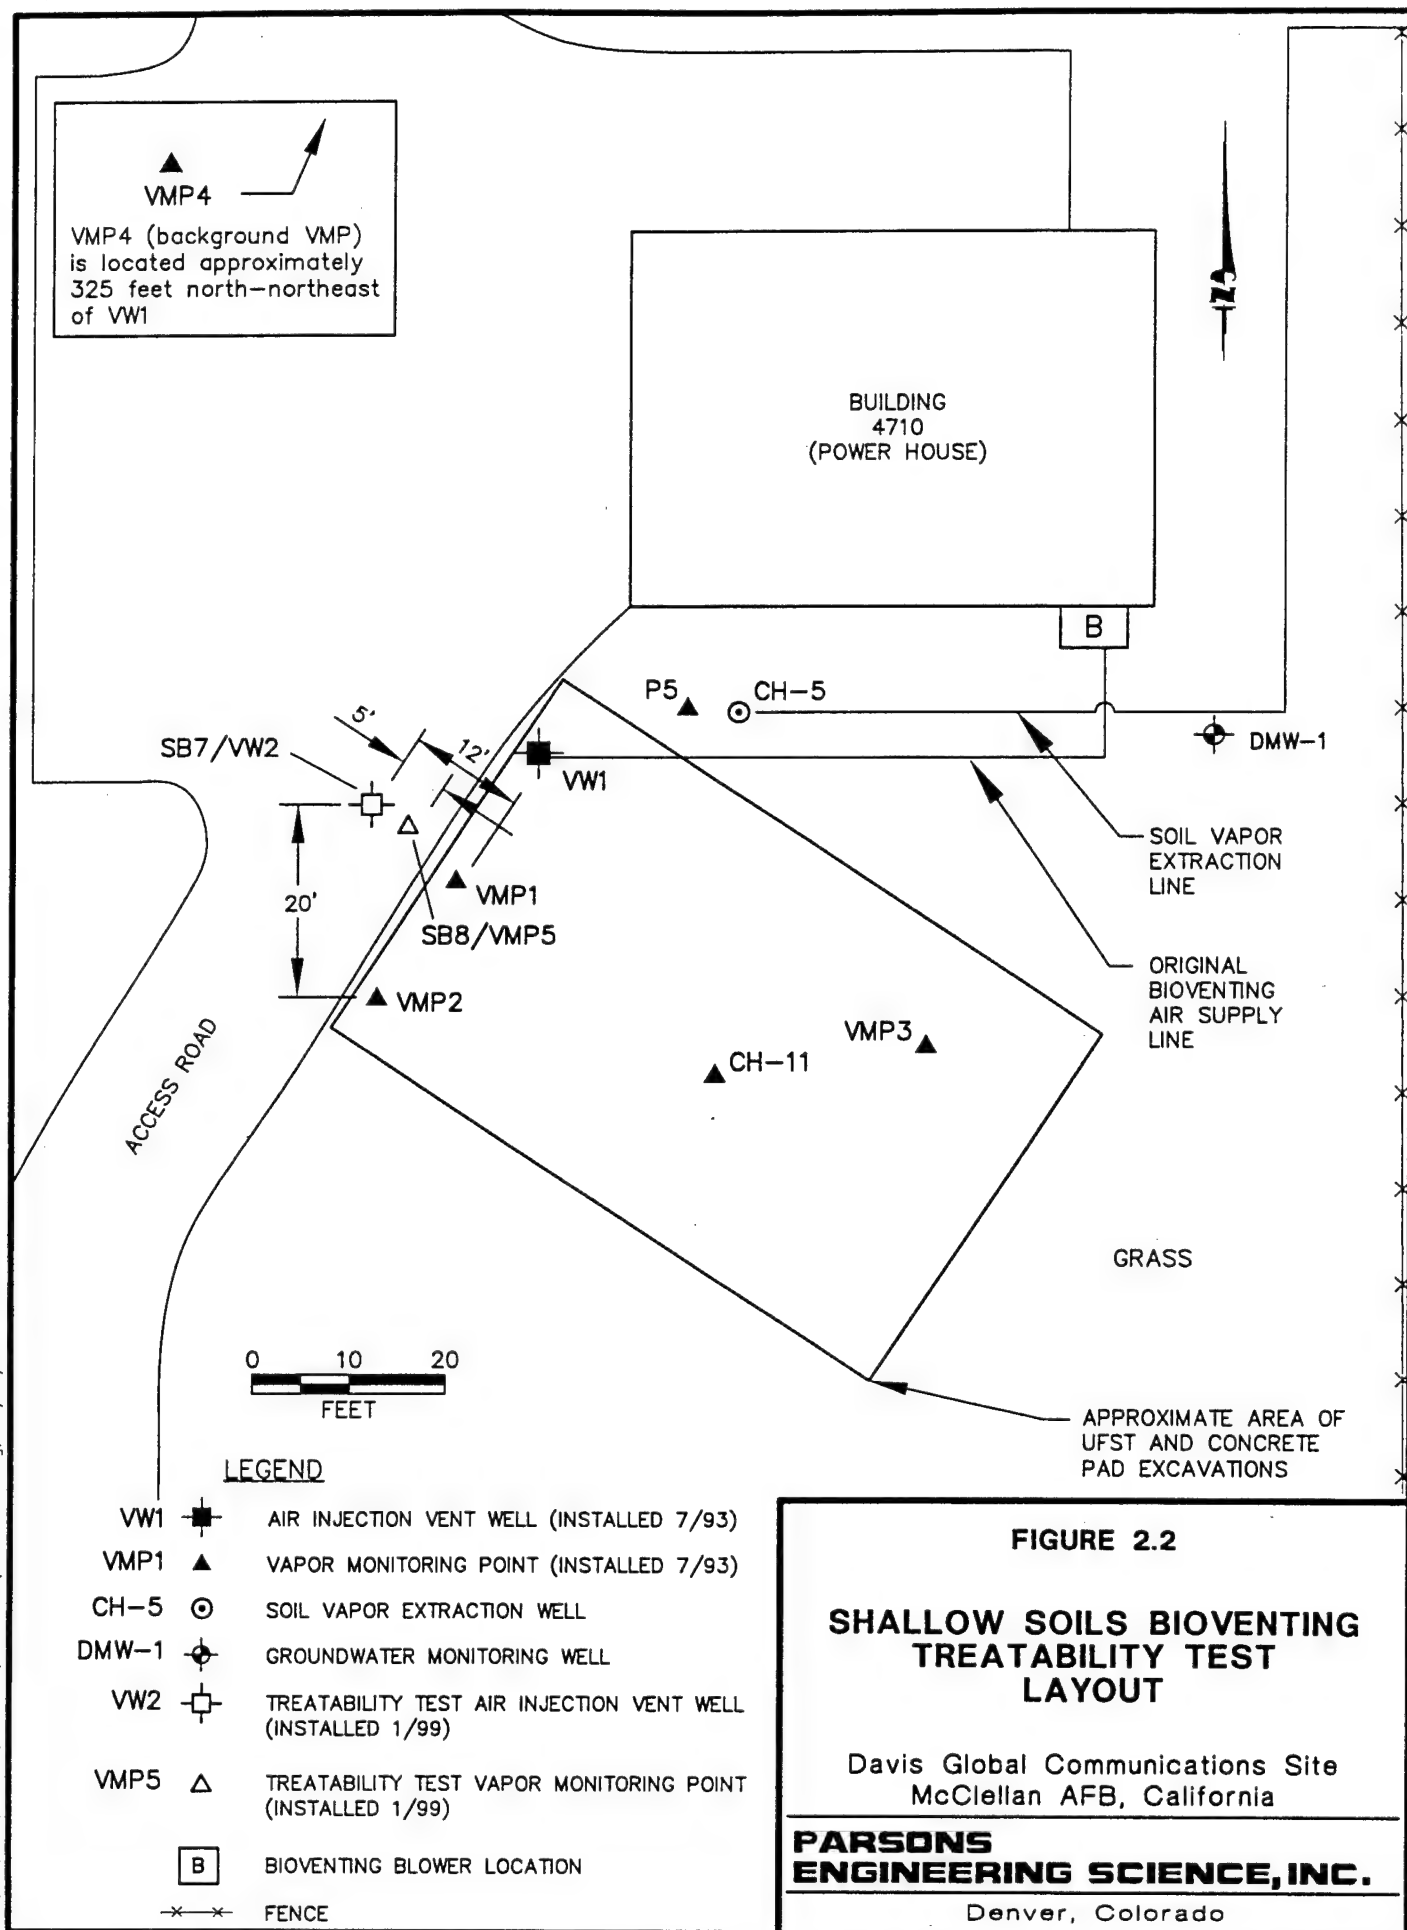 VMP4
VMP4 (background VMP)
is located approximately
325 feet north-northeast
of VW1
N
BUILDING
4710
(POWER HOUSE)
B
P5
CH-5
DMW-1
5'
12'
SB7/VW2
VW1
20'
VMP1
SB8/VMP5
VMP2
SOIL VAPOR
EXTRACTION
LINE
ORIGINAL
BIOVENTING
AIR SUPPLY
LINE
VMP3
CH-11
ACCESS ROAD
GRASS
0 10 20
FEET
APPROXIMATE AREA OF
UFST AND CONCRETE
PAD EXCAVATIONS
LEGEND
VW1 AIR INJECTION VENT WELL (INSTALLED 7/93)
VMP1 VAPOR MONITORING POINT (INSTALLED 7/93)
CH-5 SOIL VAPOR EXTRACTION WELL
DMW-1 GROUNDWATER MONITORING WELL
VW2 TREATABILITY TEST AIR INJECTION VENT WELL
(INSTALLED 1/99)
VMP5 TREATABILITY TEST VAPOR MONITORING POINT
(INSTALLED 1/99)
B BIOVENTING BLOWER LOCATION
FENCE
FIGURE 2.2
SHALLOW SOILS BIOVENTING
TREATABILITY TEST
LAYOUT
Davis Global Communications Site
McClellan AFB, California
PARSONS
ENGINEERING SCIENCE, INC.
Denver, Colorado